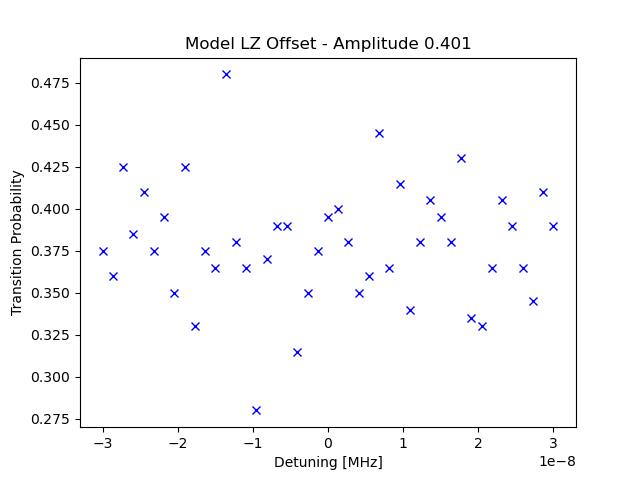 Model LZ Offset - Amplitude 0.401
Transition Probability
0.475
0.450
0.425
0.400
0.375
0.350
0.325
0.300
0.275
−3 −2 −1 0 1 2 3
1e−8
Detuning [MHz]